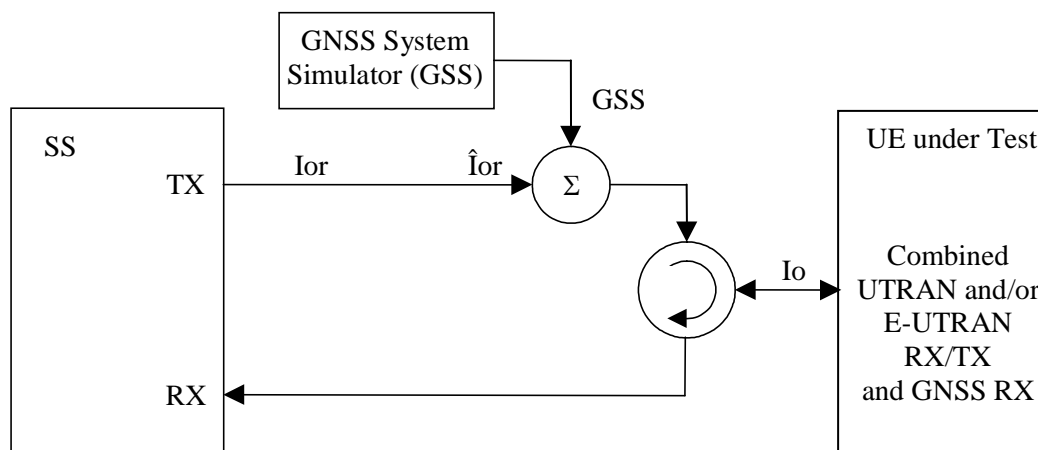 GNSS System
Simulator (GSS)
GSS
SS
TX
Ior
Îor
Σ
UE under Test
Io
Combined
UTRAN and/or
E-UTRAN
RX/TX
and GNSS RX
RX